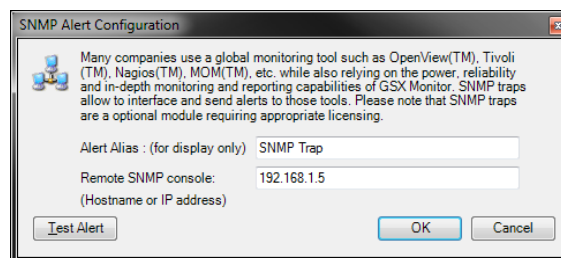 SNMP Alert Configuration
Many companies use a global monitoring tool such as OpenView(TM), Tivoli
(TM), Nagios(TM), MOM(TM), etc. while also relying on the power, reliability
and in-depth monitoring and reporting capabilities of GSX Monitor. SNMP traps
allow to interface and send alerts to those tools. Please note that SNMP traps
are a optional module requiring appropriate licensing.
Alert Alias : (for display only) SNMP Trap
Remote SNMP console: 192.168.1.5
(Hostname or IP address)
Test Alert OK Cancel